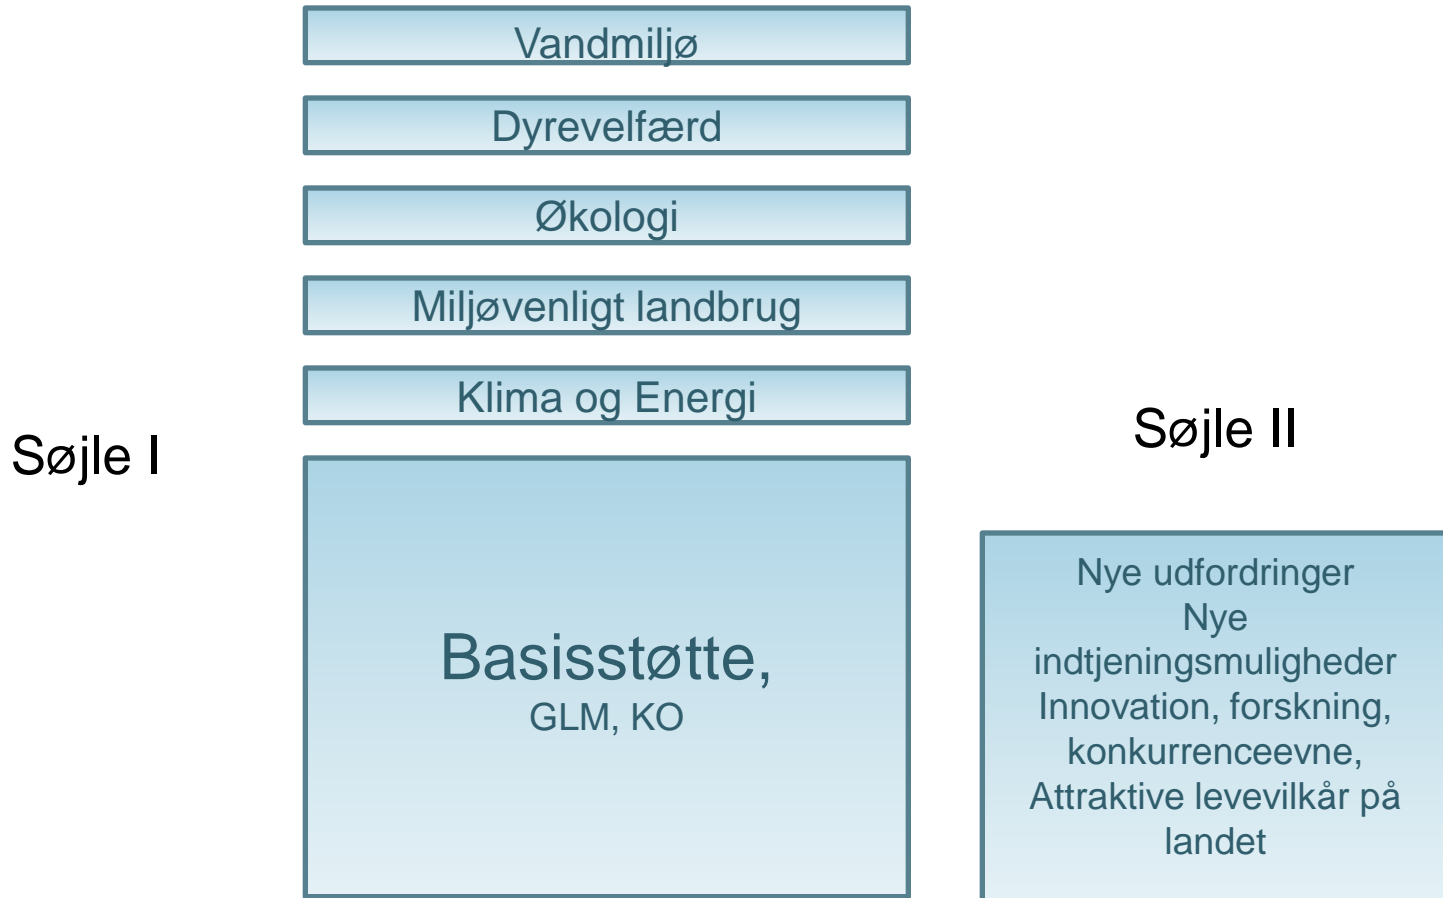 Vandmiljø
Dyrevelfærd
Økologi
Miljøvenligt landbrug
Klima og Energi
Søjle I
Basisstøtte,
GLM, KO
Søjle II
Nye udfordringer
Nye
indtjeningsmuligheder
Innovation, forskning,
konkurrenceevne,
Attraktive levevilkår på
landet